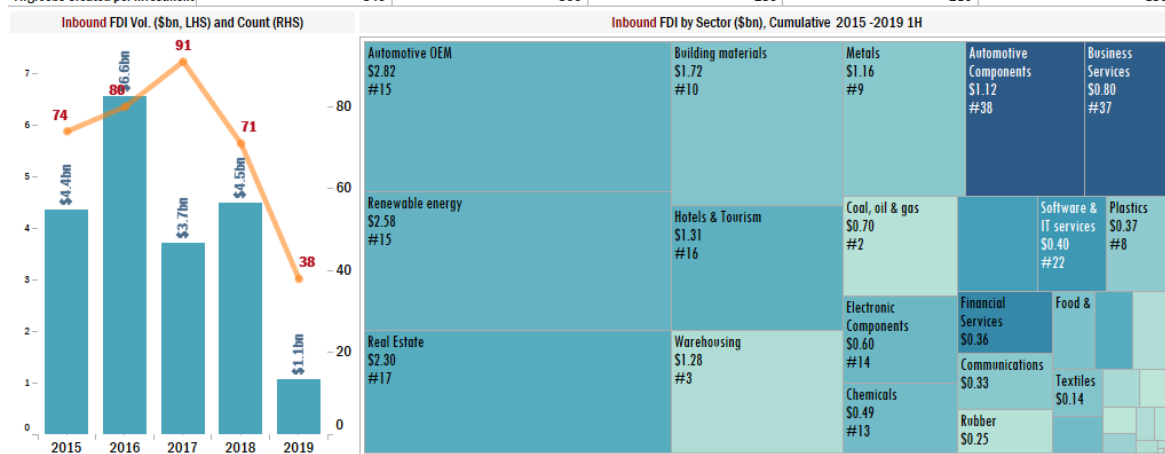 Inbound FDI Vol. ($bn, LHS) and Count (RHS)
Inbound FDI by Sector ($bn), Cumulative 2015 -2019 1H
7
6
5
4
3
2
1
0
80
60
40
20
0
74
80
91
71
38
$4.4bn
$6.6bn
$3.7bn
$4.5bn
$1.1bn
2015
2016
2017
2018
2019
Automotive OEM
$2.82
#15
Renewable energy
$2.58
#15
Real Estate
$2.30
#17
Building materials
$1.72
#10
Hotels & Tourism
$1.31
#16
Warehousing
$1.28
#3
Metals
$1.16
#9
Automotive
Components
$1.12
#38
Business
Services
$0.80
#37
Coal, oil & gas
$0.70
#2
Electronic
Components
$0.60
#14
Chemicals
$0.49
#13
Software &
IT services
$0.40
#22
Plastics
$0.37
#8
Financial
Services
$0.36
Communications
$0.33
Rubber
$0.25
Food &
Textiles
$0.14